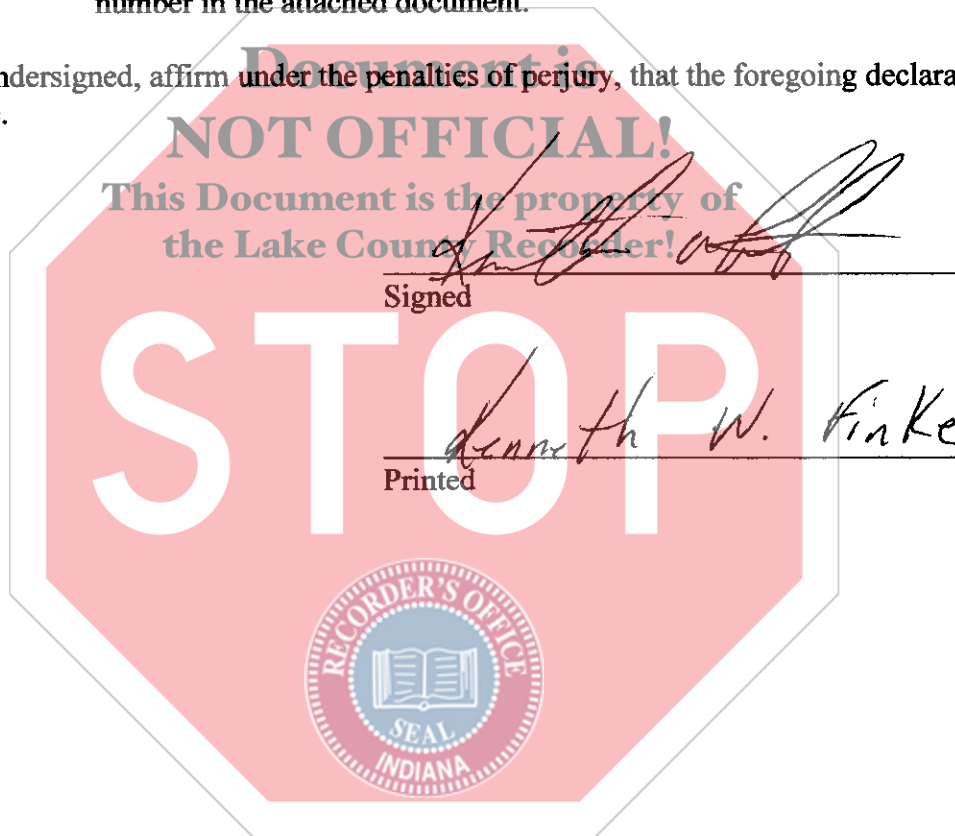 number in the attached document.
Document is
ndersigned, affirm under the penalties of perjury, that the foregoing declara
.
NOT OFFICIAL!
This Document is the property of
the Lake County Recorder!
Signed
STOP
Kenneth W. Finke
Printed
RECORDER'S OFFICE
SEAL
INDIANA